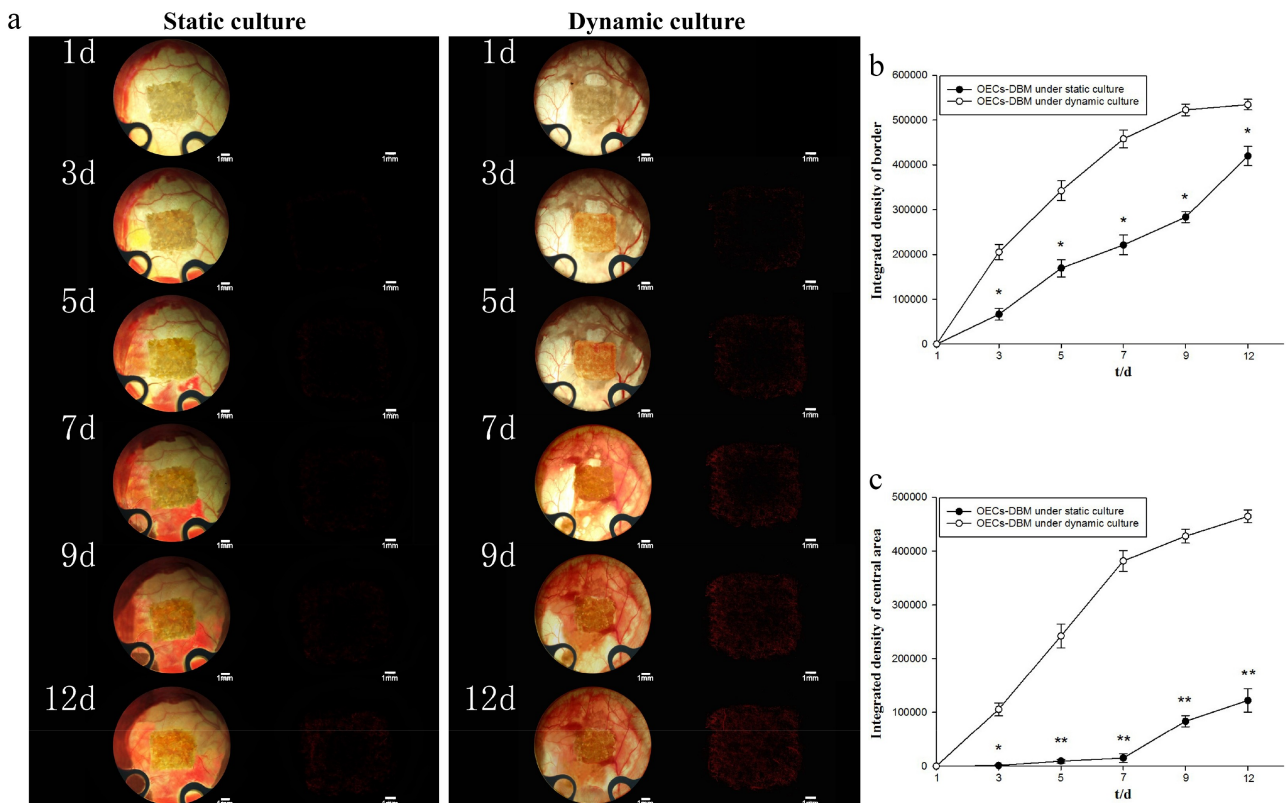 a
Static culture
Dynamic culture
1d
1mm
1mm
1d
1mm
1mm
3d
1mm
1mm
3d
1mm
1mm
5d
1mm
1mm
5d
1mm
1mm
7d
1mm
1mm
7d
1mm
1mm
9d
1mm
1mm
9d
1mm
1mm
12d
1mm
1mm
12d
1mm
1mm
b
600000
500000
400000
300000
200000
100000
0
Integrated density of border
OECs-DBM under static culture
OECs-DBM under dynamic culture
*
*
*
*
*
1 3 5 7 9 12
t/d
c
500000
400000
300000
200000
100000
0
Integrated density of central area
OECs-DBM under static culture
OECs-DBM under dynamic culture
*
**
**
**
**
1 3 5 7 9 12
t/d